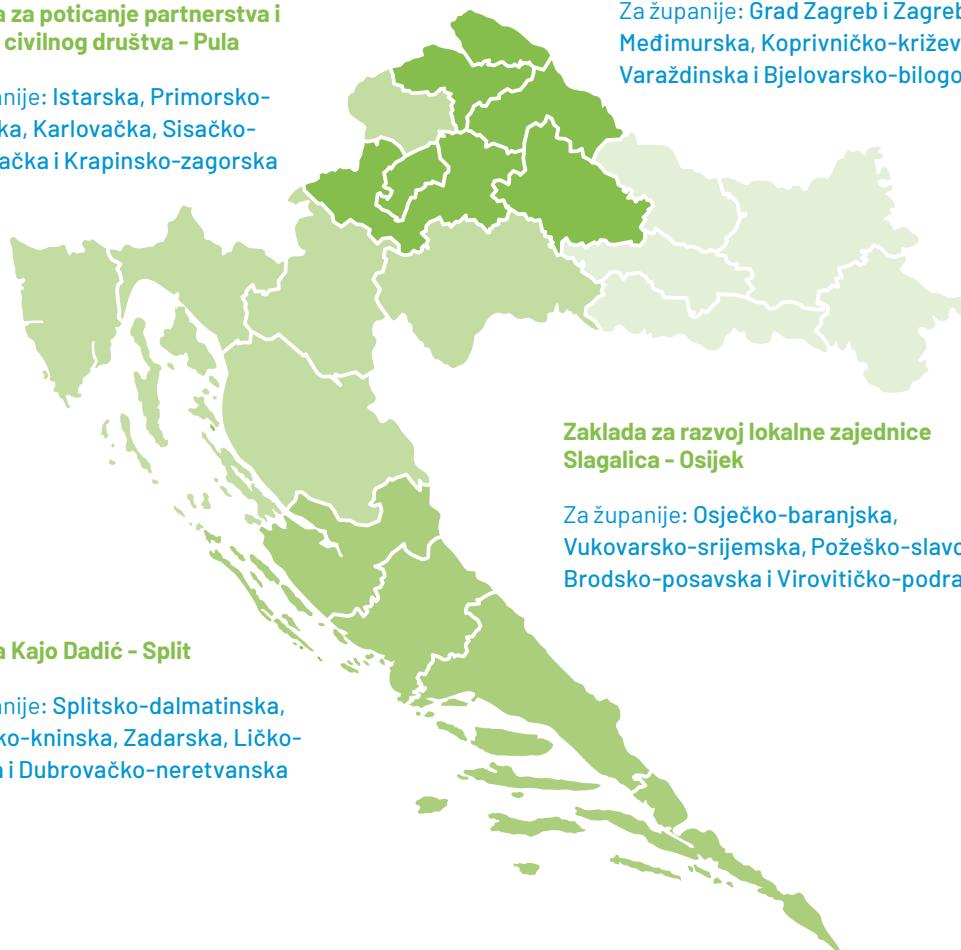 a za poticanje partnerstva i
civilnog društva - Pula
nije: Istarska, Primorsko-
ka, Karlovačka, Sisačko-
ačka i Krapinsko-zagorska
Za županije: Grad Zagreb i Zagreb
Međimurska, Koprivničko-križev
Varaždinska i Bjelovarsko-bilogo
Zaklada za razvoj lokalne zajednice
Slagalica - Osijek
Za županije: Osječko-baranjska,
Vukovarsko-srijemska, Požeško-slavo
Brodsko-posavska i Virovitičko-podra
a Kajo Dadić - Split
nije: Splitsko-dalmatinska,
ko-kninska, Zadarska, Ličko-
a i Dubrovačko-neretvanska